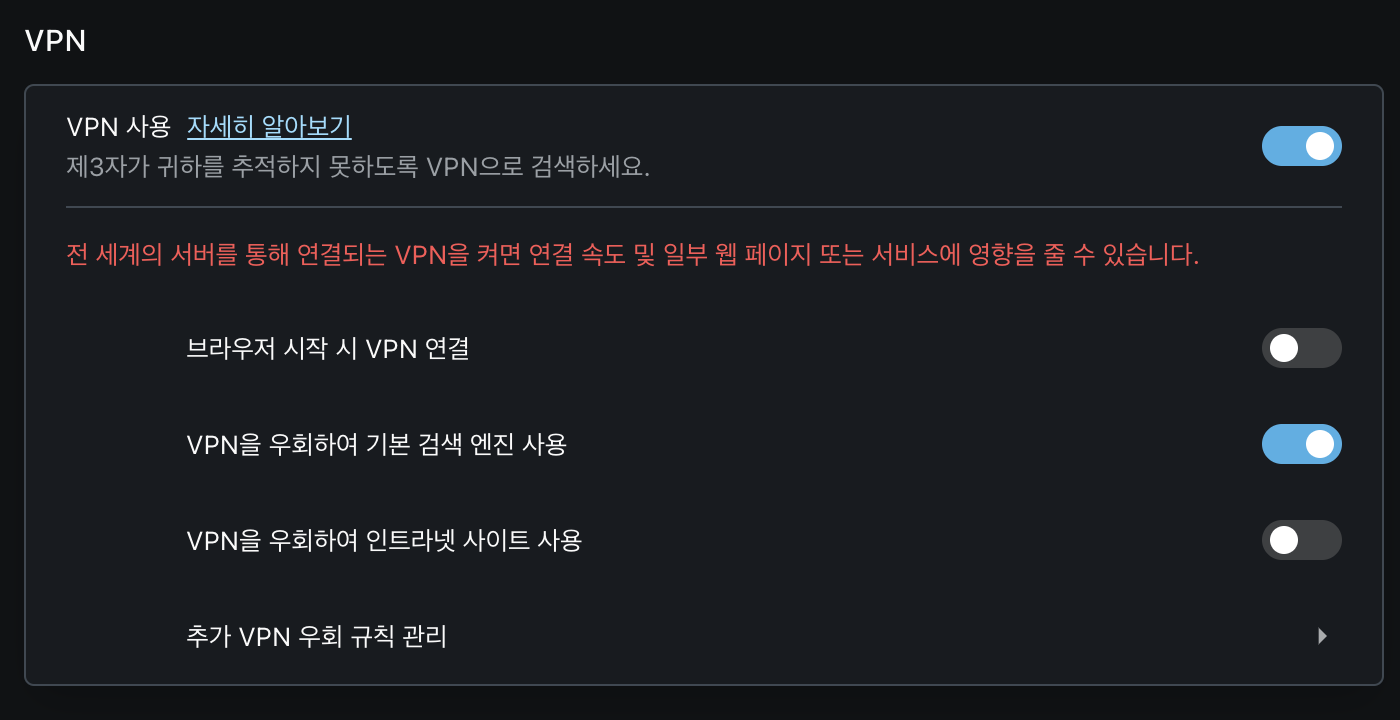 VPN
VPN 사용 자세히 알아보기
제3자가 귀하를 추적하지 못하도록 VPN으로 검색하세요.
전 세계의 서버를 통해 연결되는 VPN을 켜면 연결 속도 및 일부 웹 페이지 또는 서비스에 영향을 줄 수 있습니다.
브라우저 시작 시 VPN 연결
VPN을 우회하여 기본 검색 엔진 사용
VPN을 우회하여 인트라넷 사이트 사용
추가 VPN 우회 규칙 관리